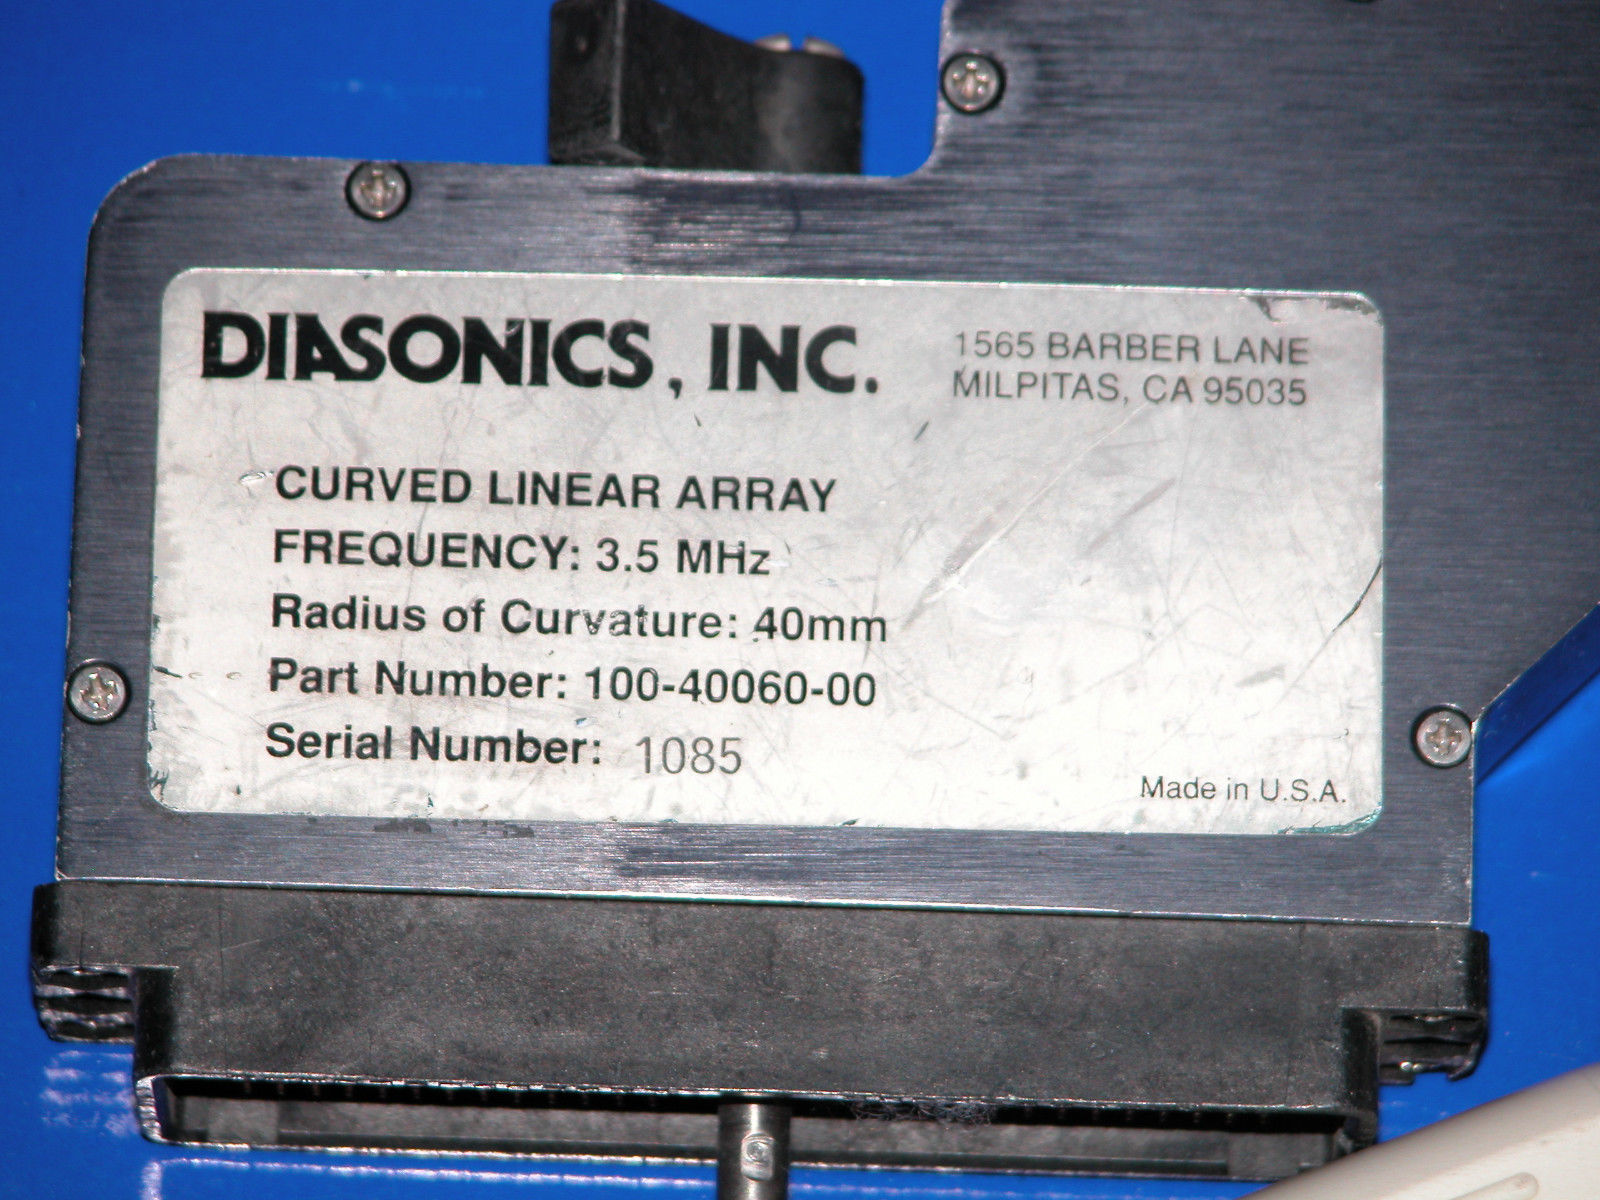 DIASONICS, INC.
1565 BARBER LANE
MILPITAS, CA 95035
CURVED LINEAR ARRAY
FREQUENCY: 3.5 MHz
Radius of Curvature: 40mm
Part Number: 100-40060-00
Serial Number: 1085
Made in U.S.A.